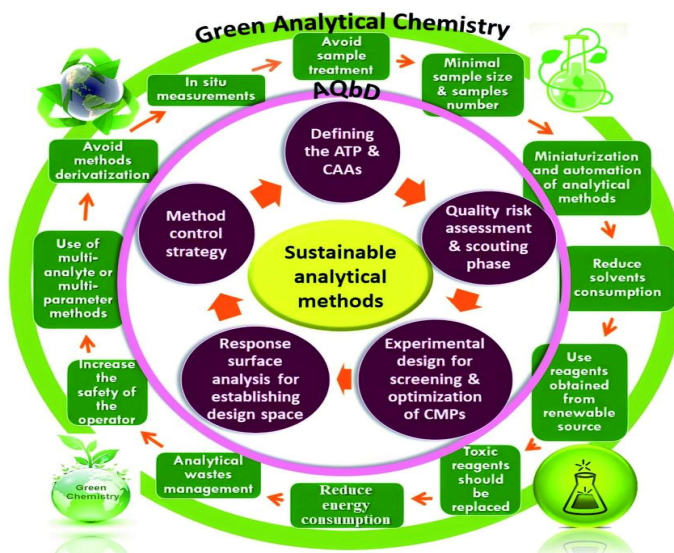 Green Analytical Chemistry
Avoid
sample
treatment
Minimal
sample size
& samples
number
Miniaturization
and automation
of analytical
methods
Reduce
solvents
consumption
Use
reagents
obtained
from
renewable
source
Toxic
reagents
should
be
replaced
Reduce
energy
consumption
Analytical
wastes
management
Increase
the
safety of
the
operator
Use of
multi-
analyte or
multi-
parameter
methods
Avoid
methods
derivatization
In situ
measurements
AQbD
Defining
the ATP &
CAAs
Quality risk
assessment
& scouting
phase
Experimental
design for
screening &
optimization
of CMPs
Response
surface
analysis for
establishing
design space
Method
control
strategy
Sustainable
analytical
methods
Green
Chemistry